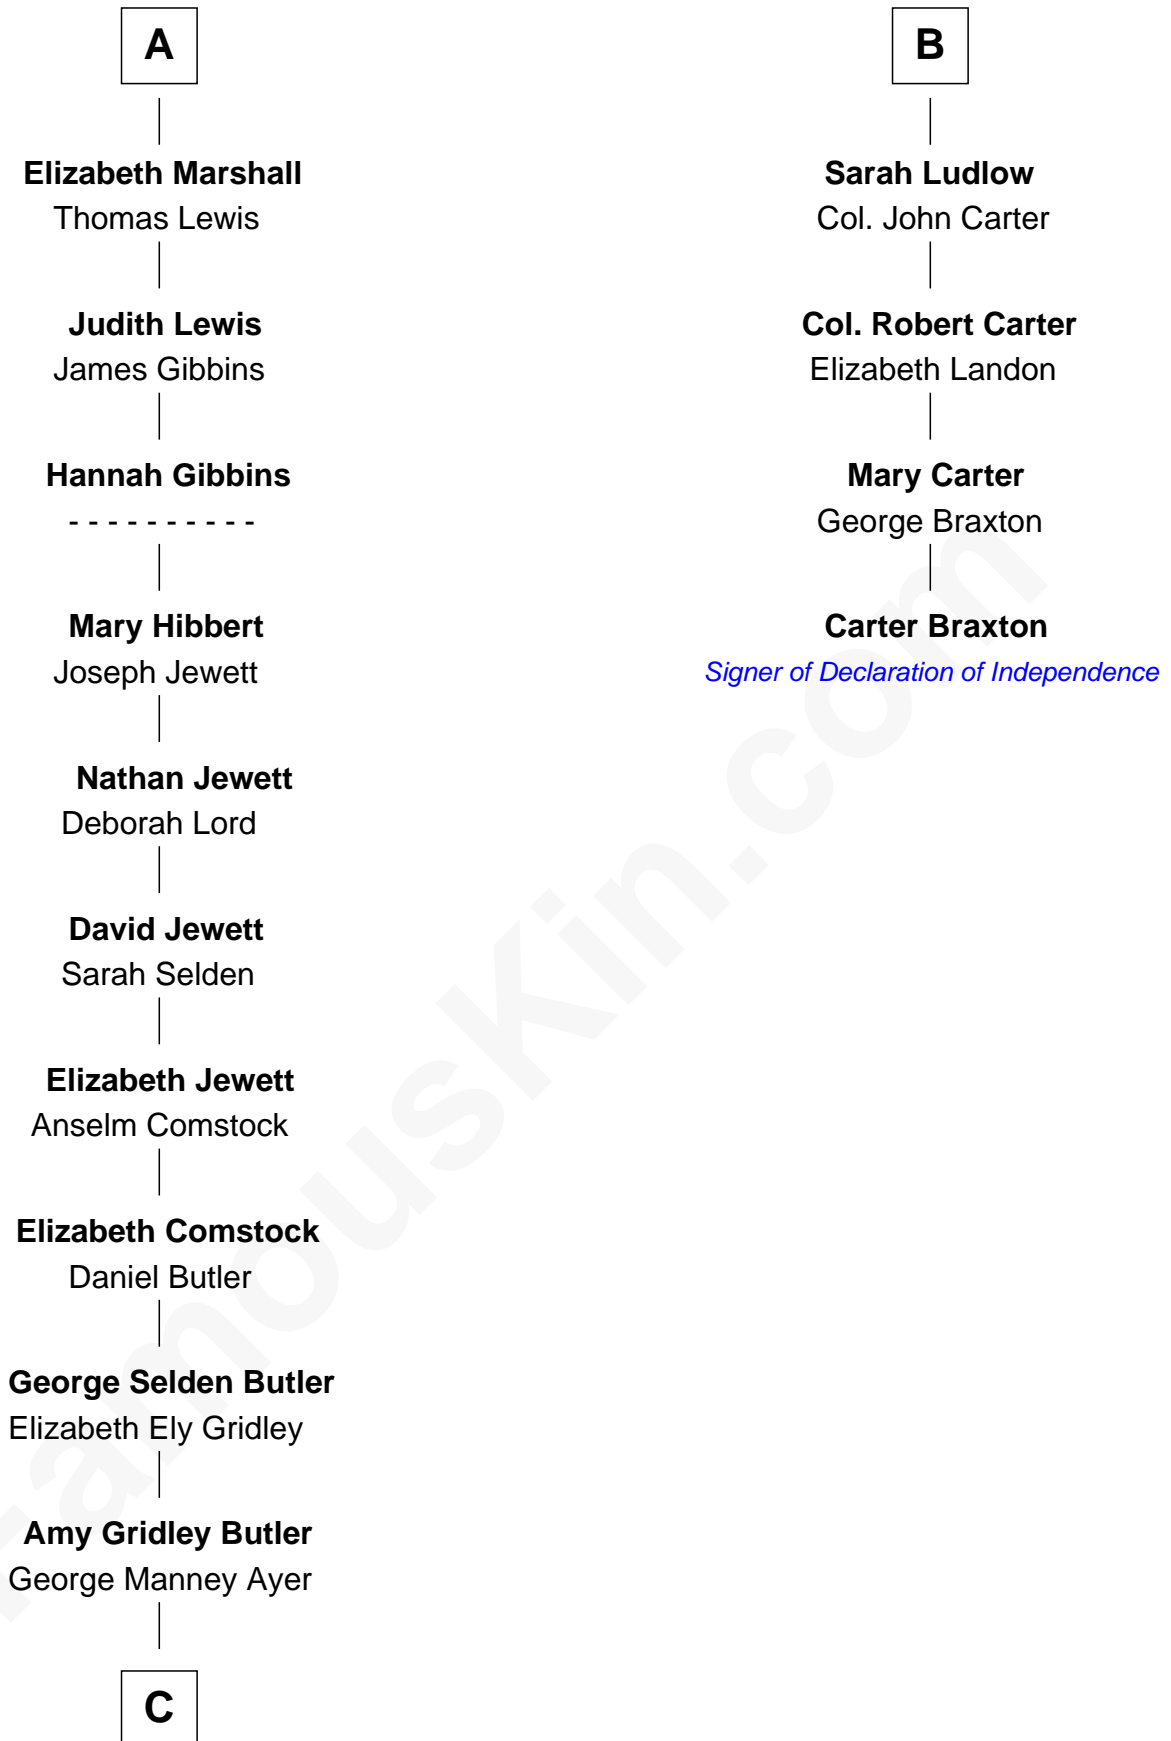 A
Elizabeth Marshall
Thomas Lewis
Judith Lewis
James Gibbins
Hannah Gibbins
- - - - - - - - - -
Mary Hibbert
Joseph Jewett
Nathan Jewett
Deborah Lord
David Jewett
Sarah Selden
Elizabeth Jewett
Anselm Comstock
Elizabeth Comstock
Daniel Butler
George Selden Butler
Elizabeth Ely Gridley
Amy Gridley Butler
George Manney Ayer
C
B
Sarah Ludlow
Col. John Carter
Col. Robert Carter
Elizabeth Landon
Mary Carter
George Braxton
Carter Braxton
Signer of Declaration of Independence
FamousKin.com